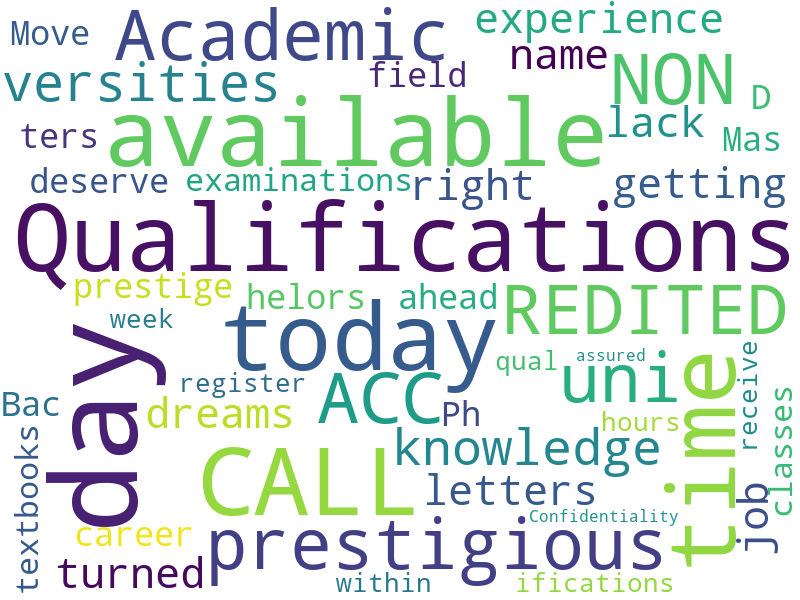 Move Academic experience
name
versities field NON D
available lack Mas
ters
deserve examinations right getting
Qualifications
prestige helors ahead REDITED
week today
qual assured
day register ACC uni time receive
Bac dreams Ph hours
textbooks CALL knowledge classes
letters job
Confidentiality
career prestigious
turned within ifications